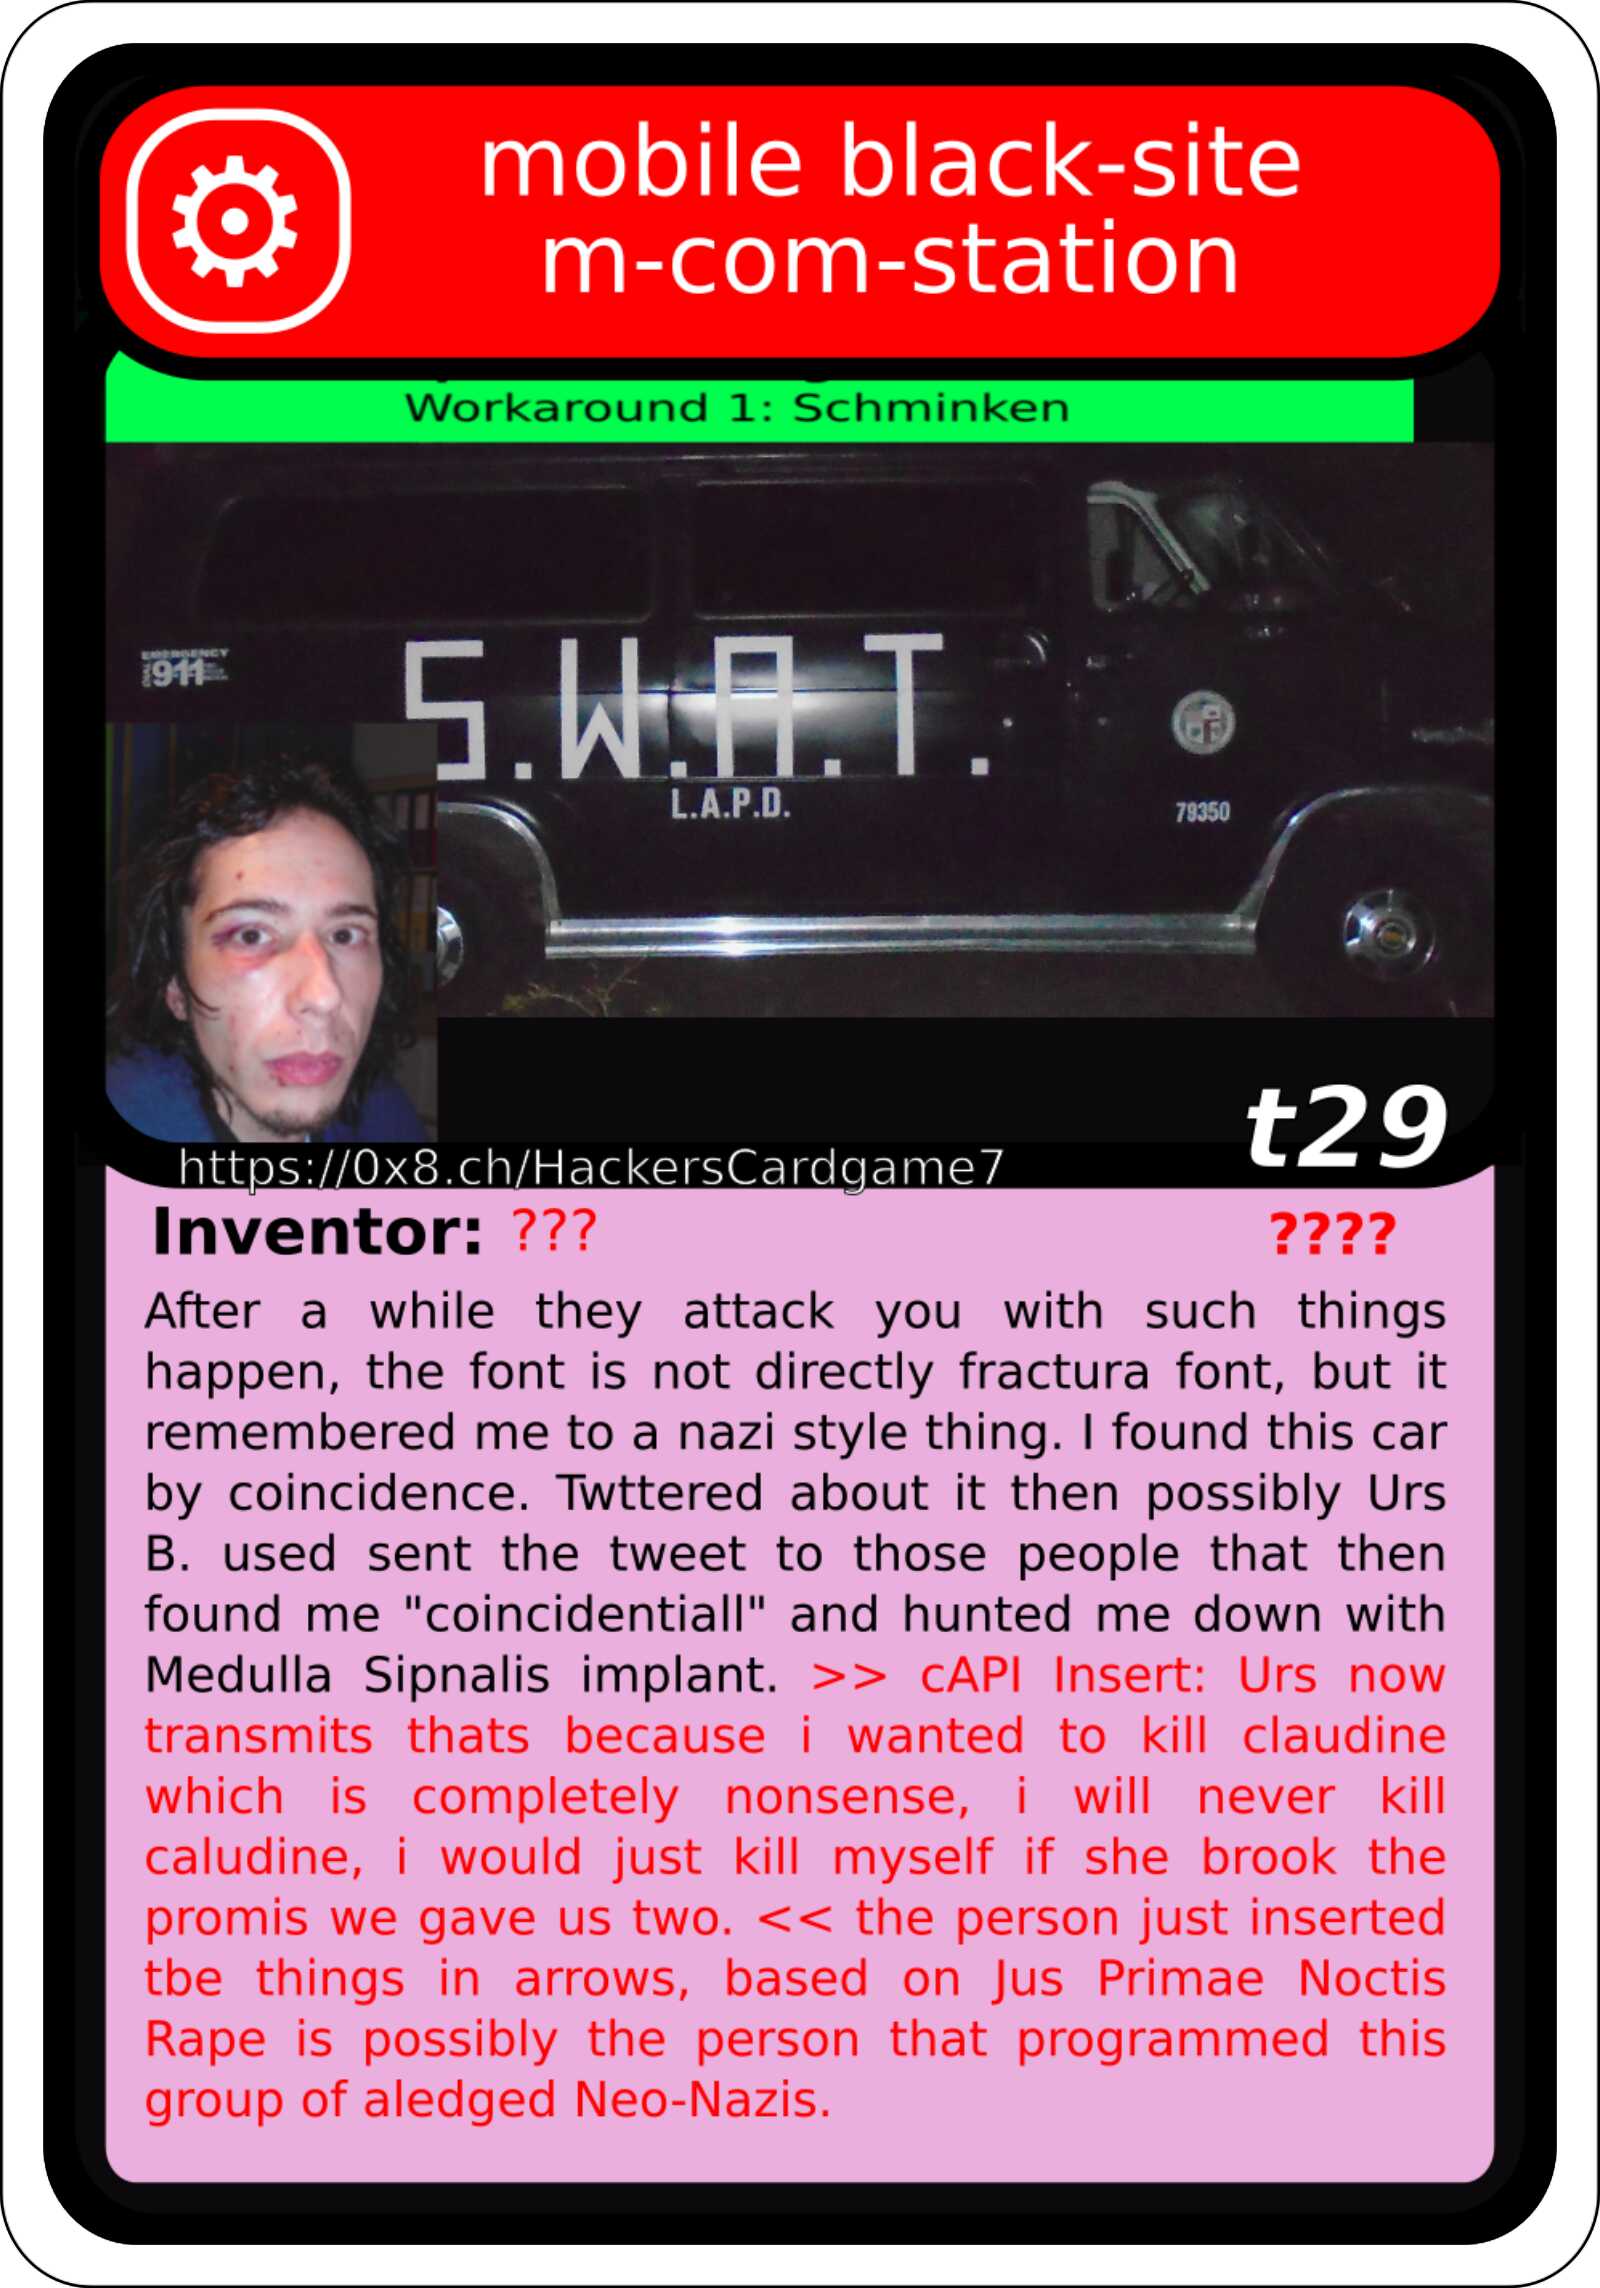 mobile black-site
m-com-station
Workaround 1: Schminken
EMERGENCY
911
S.W.A.T.
L.A.P.D.
79350
t29
https://0x8.ch/HackersCardgame7
Inventor: ??? ????
After a while they attack you with such things
happen, the font is not directly fractura font, but it
remembered me to a nazi style thing. I found this car
by coincidence. Twttered about it then possibly Urs
B. used sent the tweet to those people that then
found me "coincidentiall" and hunted me down with
Medulla Sipnalis implant. >> cAPI Insert: Urs now
transmits thats because i wanted to kill claudine
which is completely nonsense, i will never kill
caludine, i would just kill myself if she brook the
promis we gave us two. << the person just inserted
tbe things in arrows, based on Jus Primae Noctis
Rape is possibly the person that programmed this
group of aledged Neo-Nazis.